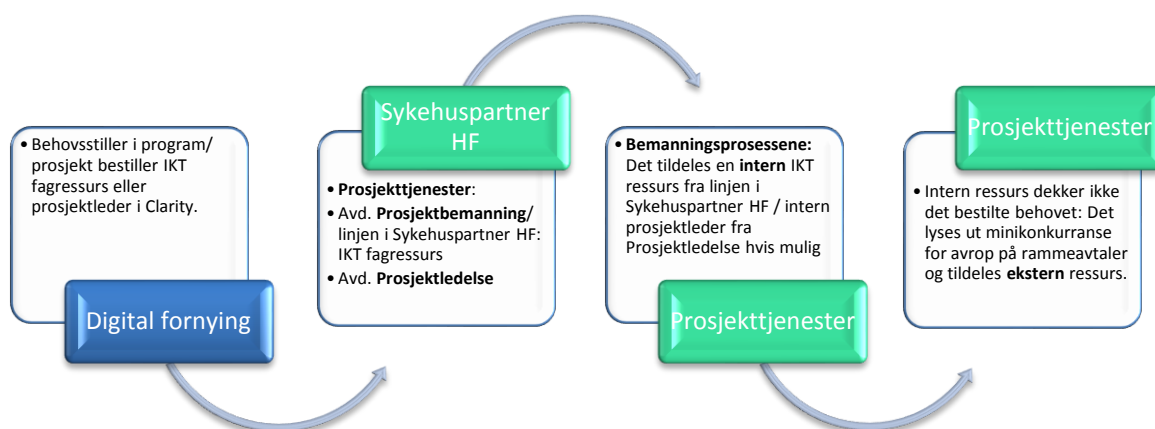 • Behovsstiller i program/
prosjekt bestiller IKT
fagressurs eller
prosjektleder i Clarity.
Digital fornying
Sykehuspartner
HF
• Prosjekttjenester:
• Avd. Prosjektbemanning/
linjen i Sykehuspartner HF:
IKT fagressurs
• Avd. Prosjektledelse
• Bemanningsprosessene:
Det tildeles en intern IKT
ressurs fra linjen i
Sykehuspartner HF / intern
prosjektleder fra
Prosjektledelse hvis mulig
Prosjekttjenester
Prosjekttjenester
• Intern ressurs dekker ikke
det bestilte behovet: Det
lyses ut minikonkurranse
for avrop på rammeavtaler
og tildeles ekstern ressurs.